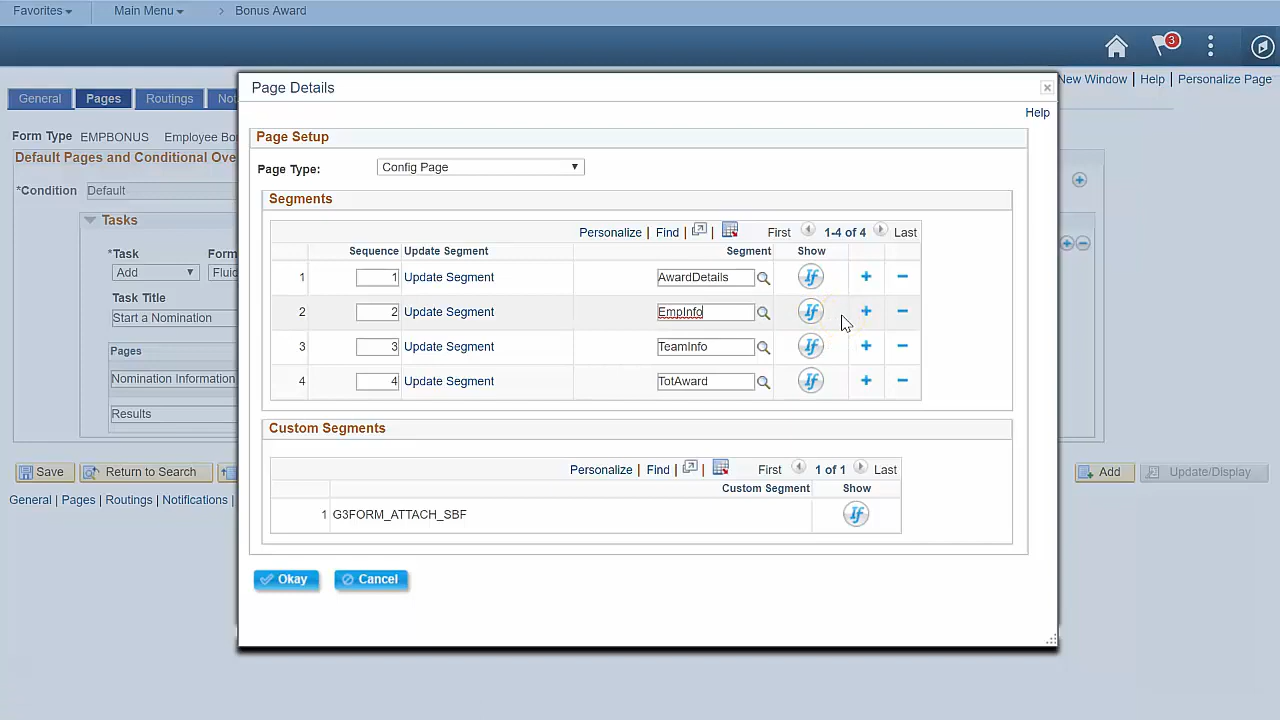 Favorites Main Menu > Bonus Award
3
New Window | Help | Personalize Page
General Pages Routings
Form Type EMPBONUS
Default Pages and Conditional
*Condition Default
Tasks
*Task
Add
Task Title
Start a Nomination
Pages
Nomination Information
Results
Save Return to Search
Add Update/Display
General | Pages | Routings | Notifications |
Page Details
Help
Page Setup
Page Type: Config Page
Segments
Personalize | Find | | First 1-4 of 4 Last
Sequence Update Segment Segment Show
1 1 Update Segment AwardDetails If + −
2 2 Update Segment EmpInfo If + −
3 3 Update Segment TeamInfo If + −
4 4 Update Segment TotAward If + −
Custom Segments
Personalize | Find | | First 1 of 1 Last
Custom Segment Show
1 G3FORM_ATTACH_SBF If
Okay Cancel